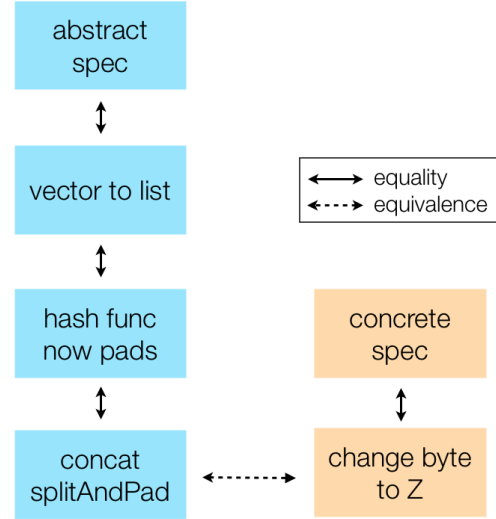 abstract
spec
vector to list
equality
equivalence
hash func
now pads
concrete
spec
concat
splitAndPad
change byte
to Z